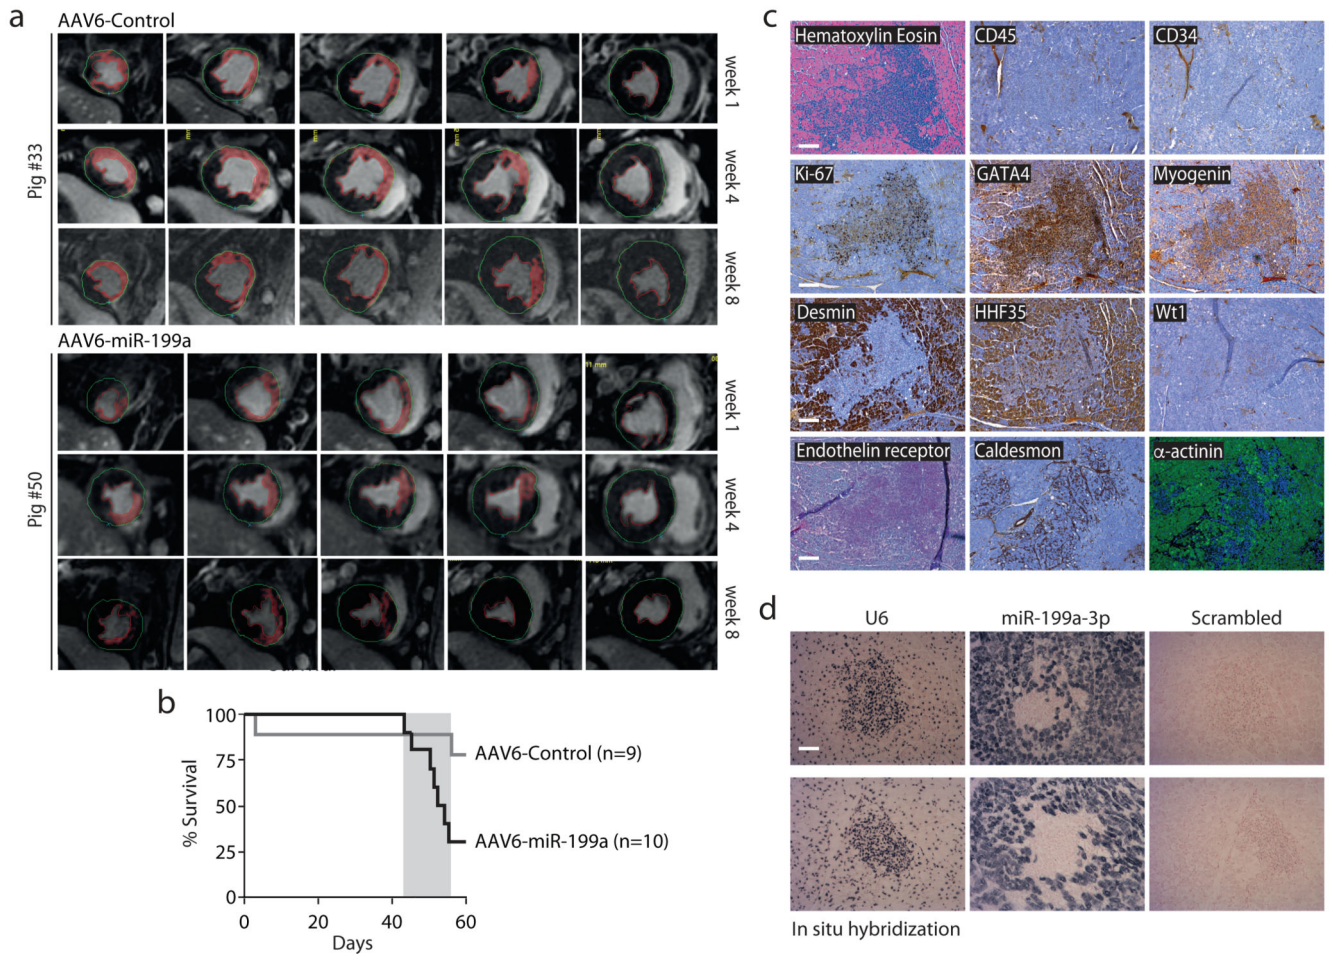 a
AAV6-Control
Pig #33
week 1
week 4
week 8
AAV6-miR-199a
Pig #50
week 1
week 4
week 8
11 mm
b
% Survival
100
75
50
25
0
0 20 40 60
Days
AAV6-Control (n=9)
AAV6-miR-199a (n=10)
c
Hematoxylin Eosin CD45 CD34
Ki-67 GATA4 Myogenin
Desmin HHF35 Wt1
Endothelin receptor Caldesmon α-actinin
d
U6 miR-199a-3p Scrambled
In situ hybridization